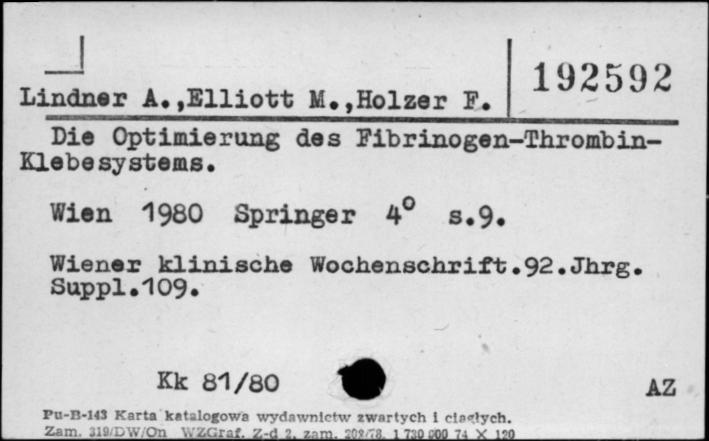 192592
Lindner A.,Elliott M.,Holzer F.
Die Optimierung des Fibrinogen-Thrombin-
Klebesystems.
Wien 1980 Springer 4° s.9.
Wiener klinische Wochenschrift.92.Jhrg.
Suppl.109.
Kk 81/80
AZ
Pu-B-143 Karta katalogowa wydawnictw zwartych i ciągłych.
Zam. 319/DW/On WZGraf. Z-d 2, zam. 209/78. 1 730 000 74 X 120